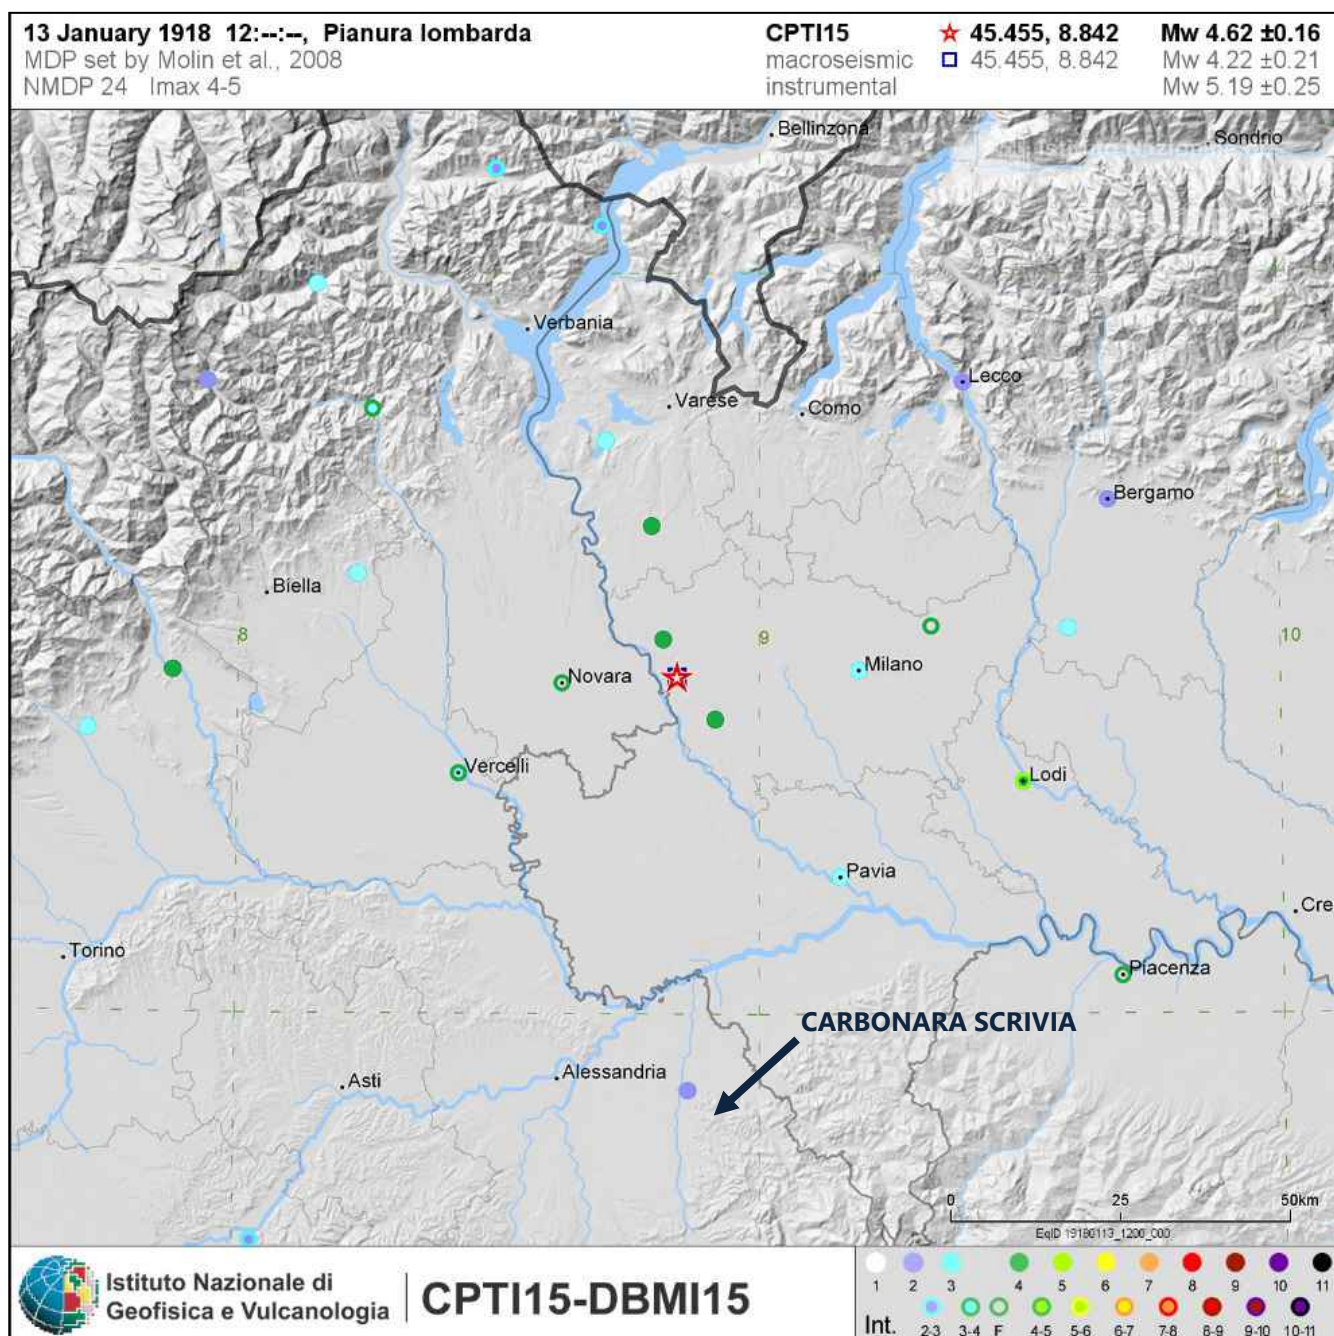 13 January 1918 12:--:--, Pianura lombarda
MDP set by Molin et al., 2008
NMDP 24 Imax 4-5
CPTI15 45.455, 8.842 Mw 4.62 ±0.16
macroseismic 45.455, 8.842 Mw 4.22 ±0.21
instrumental Mw 5.19 ±0.25
Bellinzona
Sondrio
Verbania
Lecco
Varese
Como
Bergamo
Biella
8
9
10
Novara
Milano
Vercelli
Lodi
Pavia
Cre
Torino
Piacenza
CARBONARA SCRIVIA
Alessandria
Asti
0 25 50km
EqID 19180113_1200_000
Istituto Nazionale di
Geofisica e Vulcanologia
CPTI15-DBMI15
1 2 3 4 5 6 7 8 9 10 11
Int. 2-3 3-4 F 4-5 5-6 6-7 7-8 8-9 9-10 10-11